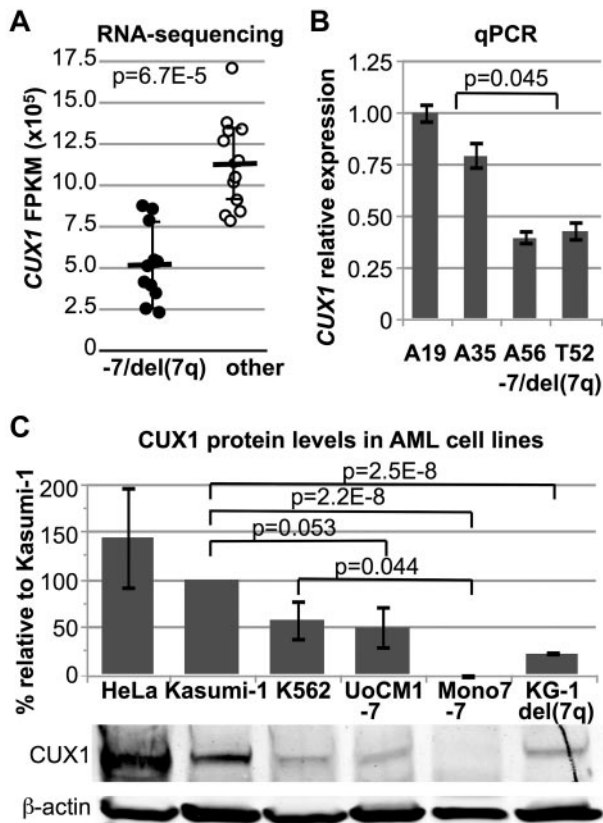 A
RNA-sequencing
17.5
p=6.7E-5
15.0
12.5
10.0
7.5
5.0
2.5
0
CUX1 FPKM (x10⁵)
-7/del(7q) other
B
qPCR
1.25
p=0.045
1.00
0.75
0.50
0.25
0
CUX1 relative expression
A19 A35 A56 T52
-7/del(7q)
C
CUX1 protein levels in AML cell lines
% relative to Kasumi-1
p=2.5E-8
200
p=2.2E-8
150
p=0.053
100
p=0.044
50
0
HeLa Kasumi-1 K562 UoCM1 Mono7 KG-1
-7 -7 del(7q)
CUX1
β-actin